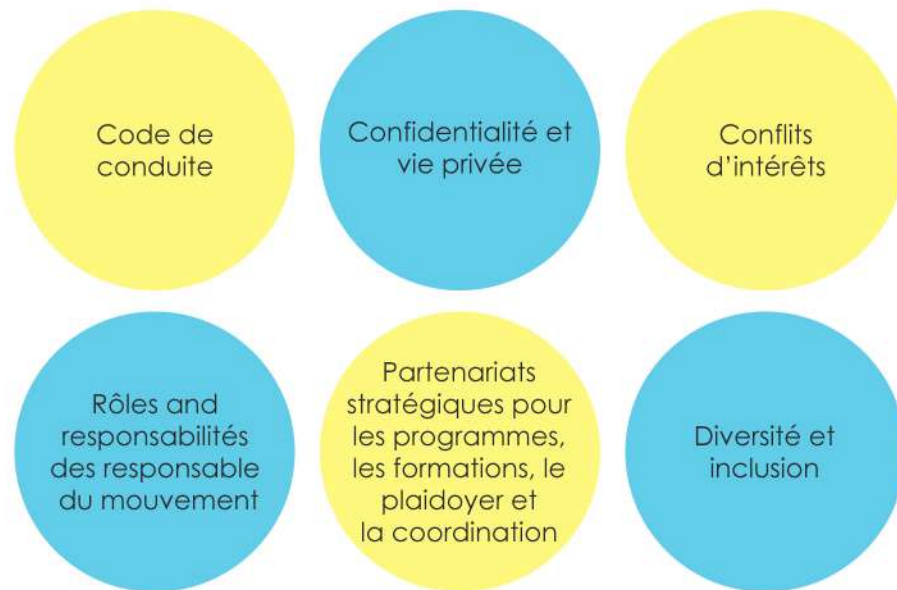 Code de
conduite
Confidentialité et
vie privée
Conflits
d’intérêts
Rôles and
responsabilités
des responsable
du mouvement
Partenariats
stratégiques pour
les programmes,
les formations, le
plaidoyer et
la coordination
Diversité et
inclusion